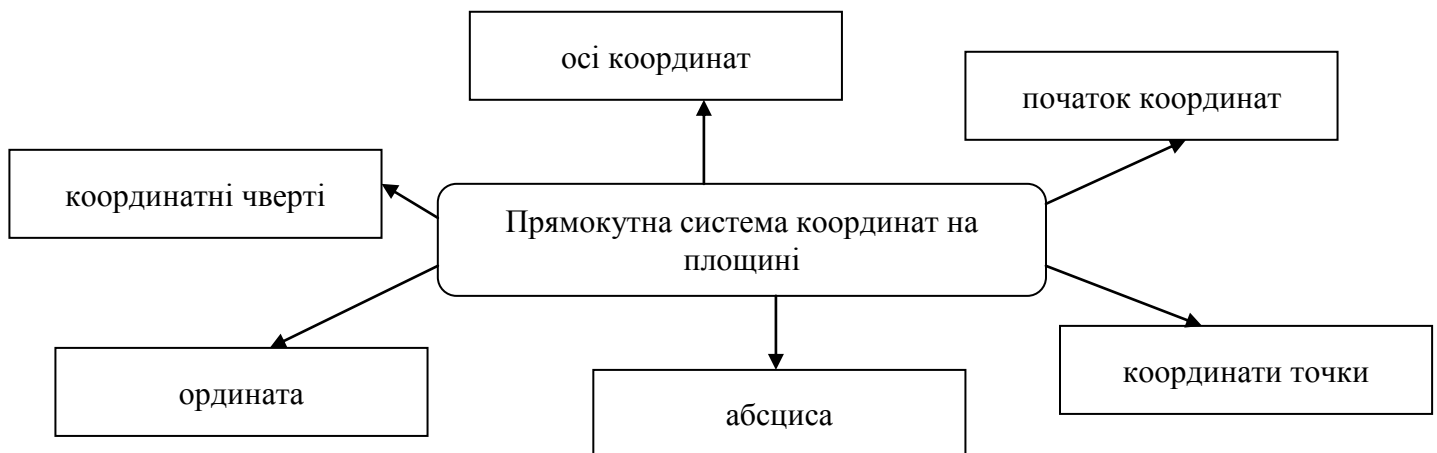 осі координат
початок координат
координатні чверті
Прямокутна система координат на
площині
ордината
абсциса
координати точки